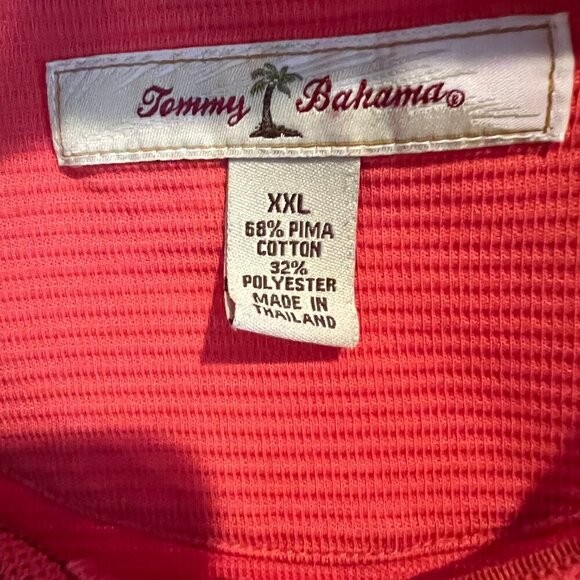 Tommy Bahama®
XXL
68% PIMA
COTTON
32%
POLYESTER
MADE IN
THAILAND